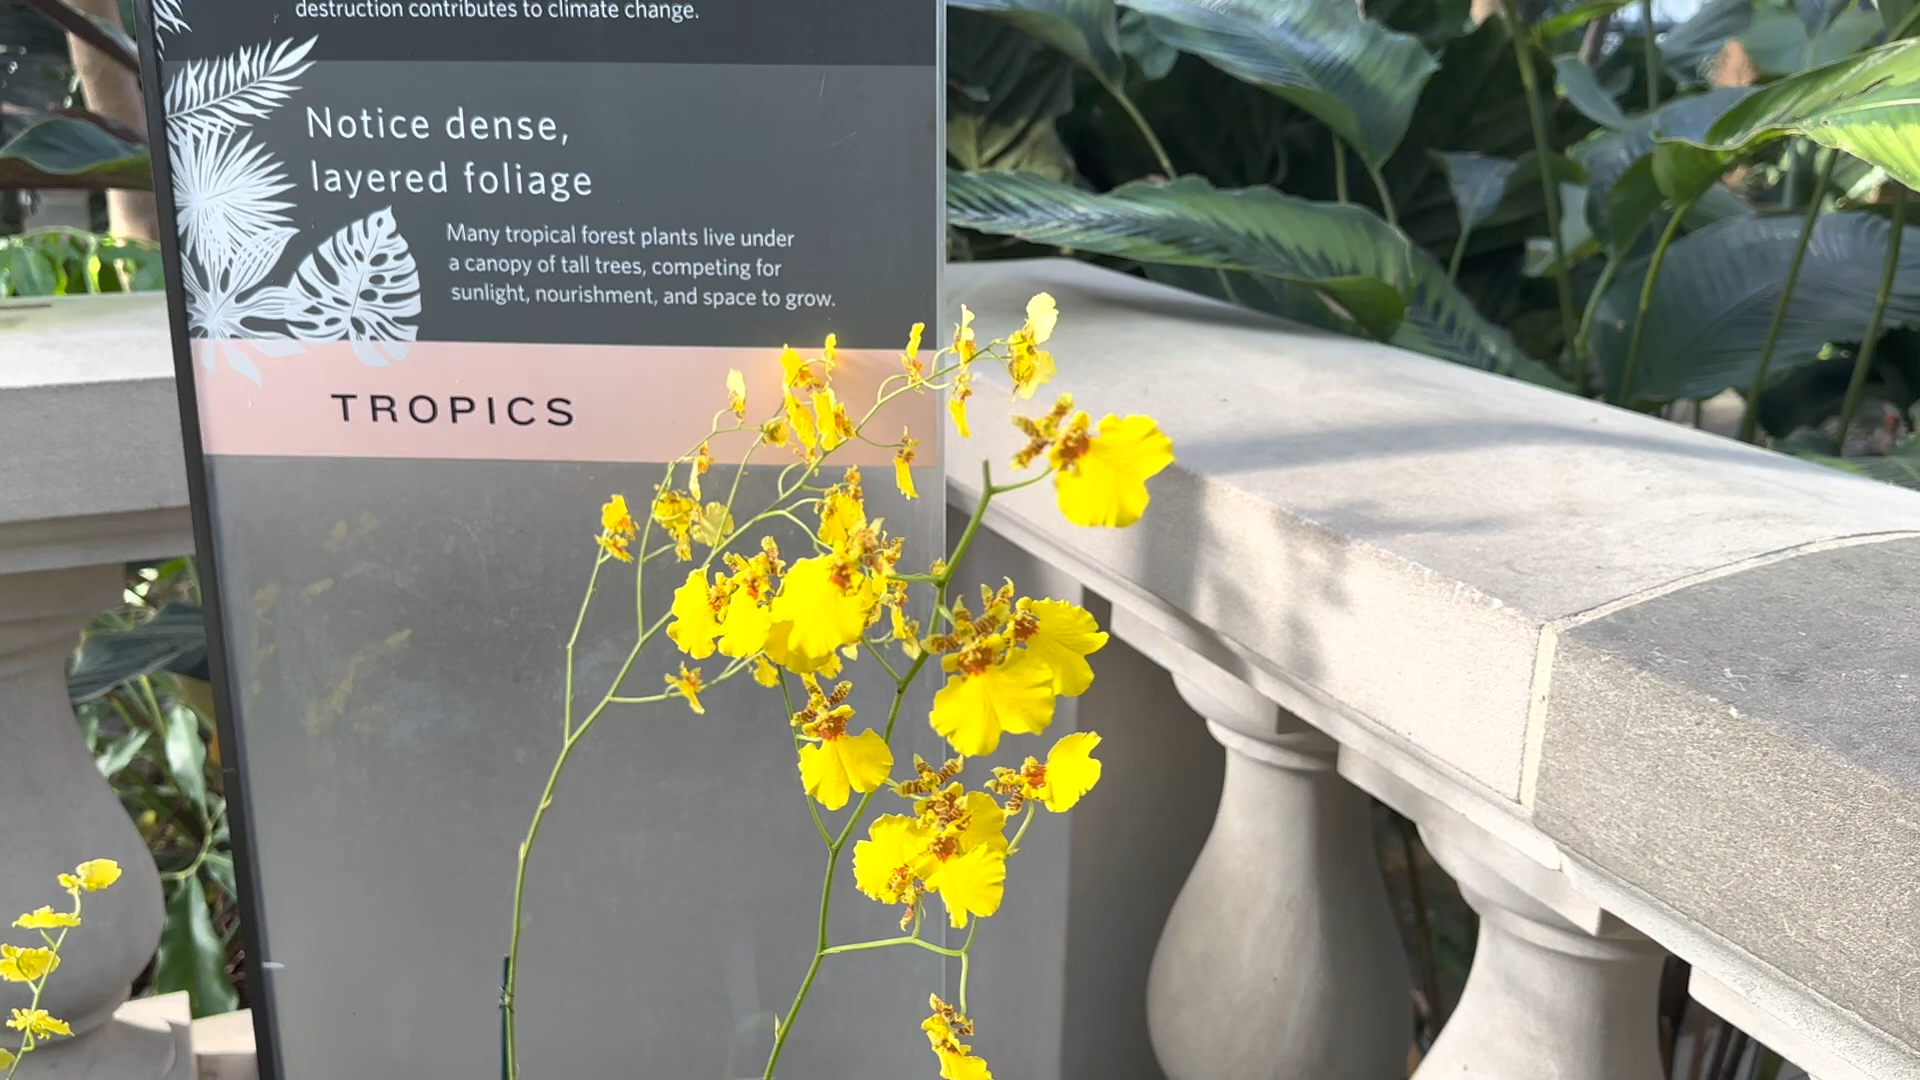 destruction contributes to climate change.
Notice dense,
layered foliage
Many tropical forest plants live under
a canopy of tall trees, competing for
sunlight, nourishment, and space to grow.
TROPICS